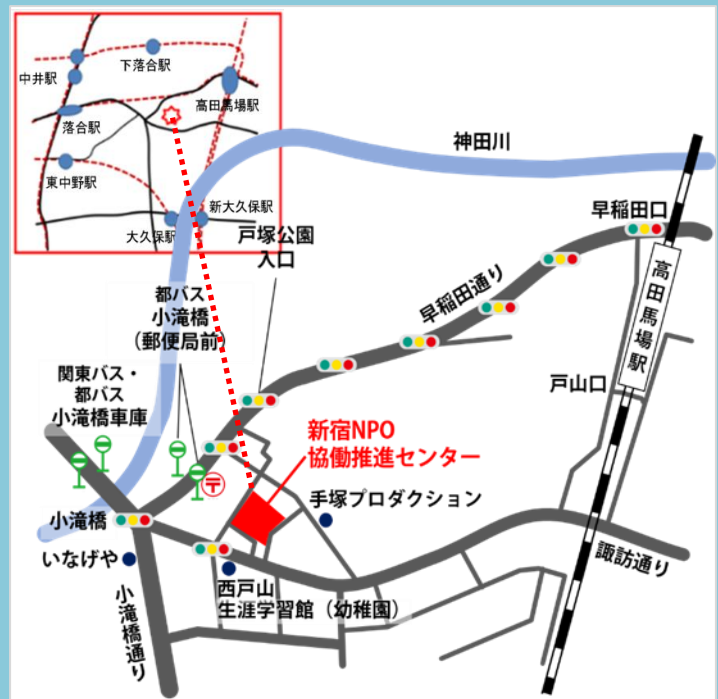 下落合駅
中井駅
高田馬場駅
落合駅
東中野駅
新大久保駅
大久保駅
神田川
早稲田口
戸塚公園
入口
早稲田通り
高田馬場駅
都バス
小滝橋
(郵便局前)
戸山口
関東バス・
都バス
小滝橋車庫
新宿NPO
協働推進センター
手塚プロダクション
小滝橋
いなげや
諏訪通り
西戸山
生涯学習館(幼稚園)
小滝橋通り